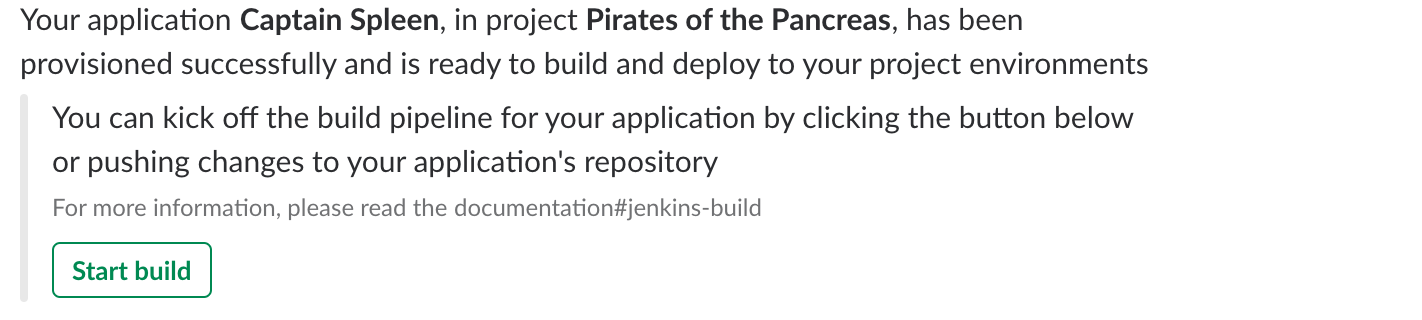 Your application Captain Spleen, in project Pirates of the Pancreas, has been
provisioned successfully and is ready to build and deploy to your project environments
You can kick off the build pipeline for your application by clicking the button below
or pushing changes to your application's repository
For more information, please read the documentation#jenkins-build
Start build